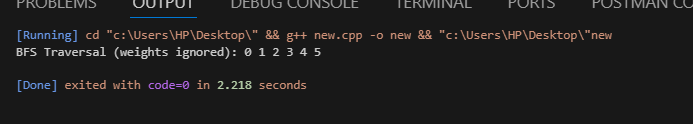 PROBLEMS OUTPUT DEBUG CONSOLE TERMINAL PORTS POSTMAN CO
[Running] cd "c:\Users\HP\Desktop\" && g++ new.cpp -o new && "c:\Users\HP\Desktop\"new
BFS Traversal (weights ignored): 0 1 2 3 4 5
[Done] exited with code=0 in 2.218 seconds